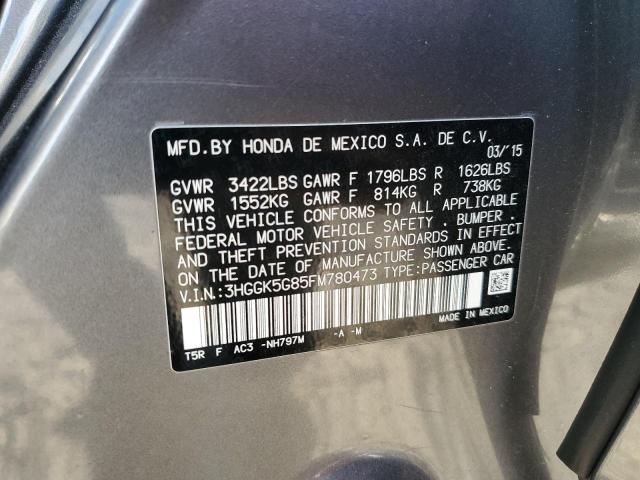 MFD.BY HONDA DE MEXICO S.A. DE C.V.
03/'15
GVWR 3422LBS GAWR F 1796LBS R 1626LBS
GVWR 1552KG GAWR F 814KG R 738KG
THIS VEHICLE CONFORMS TO ALL APPLICABLE
FEDERAL MOTOR VEHICLE SAFETY . BUMPER .
AND THEFT PREVENTION STANDARDS IN EFFECT
ON THE DATE OF MANUFACTURE SHOWN ABOVE.
V.I.N.:3HGGK5G85FM780473 TYPE:PASSENGER CAR
MADE IN MEXICO
T5R F AC3 -NH797M -A -M